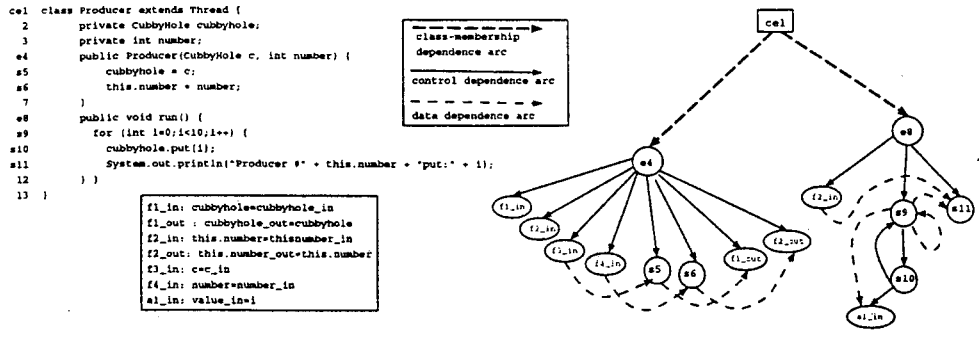 ce1 class Producer extends Thread {
2 private CubbyHole cubbyhole;
3 private int number;
e4 public Producer(CubbyHole c, int number) {
s5 cubbyhole = c;
s6 this.number = number;
7 }
e8 public void run() {
s9 for (int i=0;i<10;i++) {
s10 cubbyhole.put(i);
s11 System.out.println("Producer #" + this.number + "put:" + i);
12 } }
13 }
class-membership
dependence arc
control dependence arc
data dependence arc
f1_in: cubbyhole=cubbyhole_in
f1_out : cubbyhole_out=cubbyhole
f2_in: this.number=thisnumber_in
f2_out: this.number_out=this.number
f3_in: c=c_in
f4_in: number=number_in
a1_in: value_in=i
ce1
e4
e8
f1_in
f2_in
f3_in
f4_in
s5
s6
f1_out
f2_out
f2_in
s9
s11
s10
a1_in